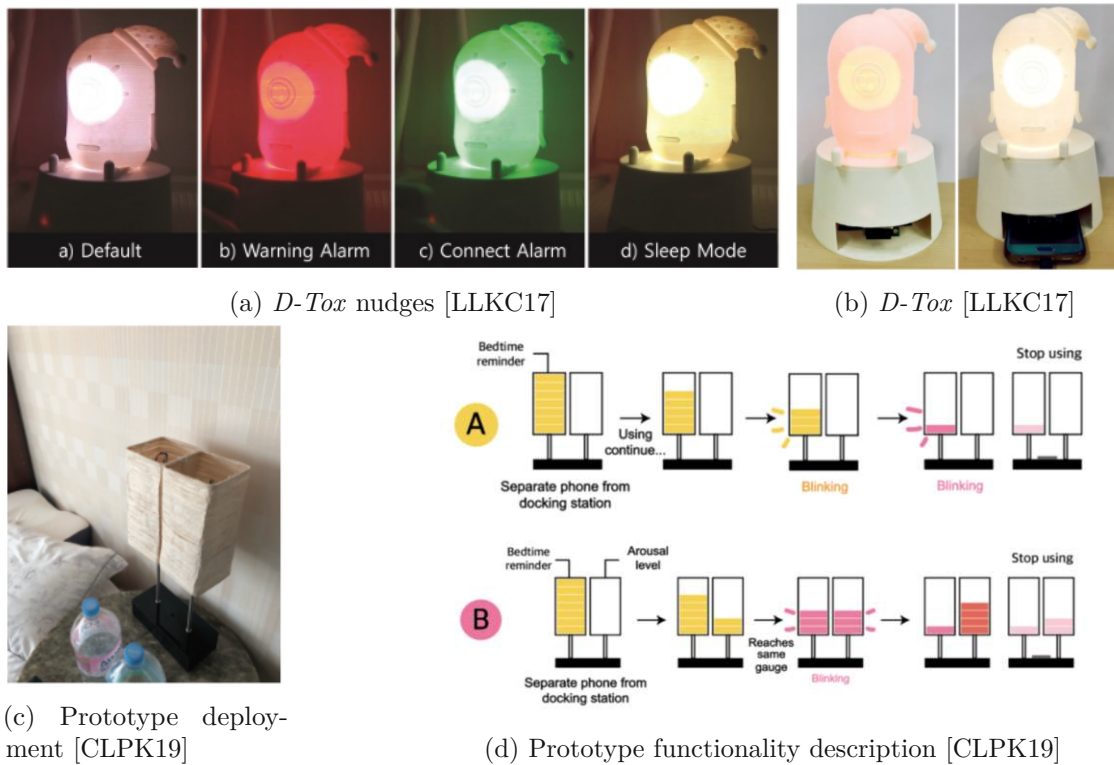 a) Default
b) Warning Alarm
c) Connect Alarm
d) Sleep Mode
(a) D-Tox nudges [LLKC17]
(b) D-Tox [LLKC17]
Bedtime
reminder
Stop using
A
Using
continue...
Separate phone from
docking station
Blinking
Blinking
Bedtime
reminder
Arousal
level
Stop using
B
Reaches
same
gauge
Blinking
Separate phone from
docking station
(c) Prototype deploy-
ment [CLPK19]
(d) Prototype functionality description [CLPK19]